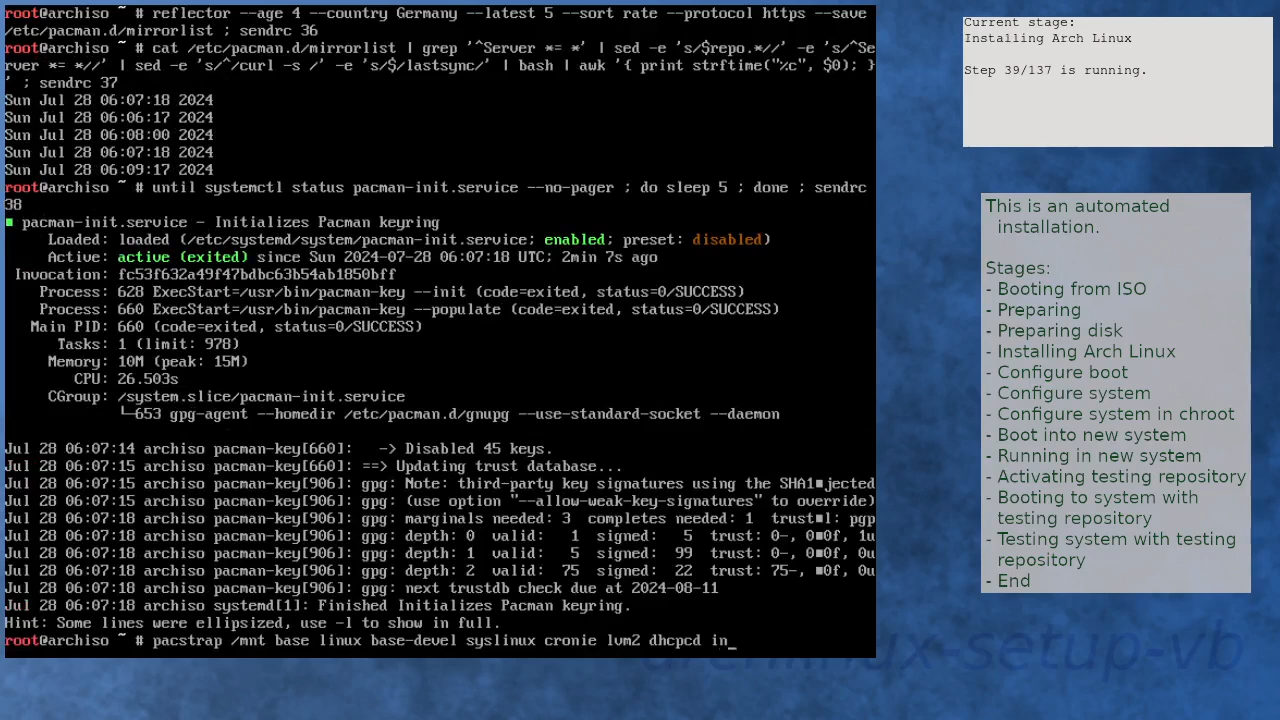 root@archiso ~ # reflector --age 4 --country Germany --latest 5 --sort rate --protocol https --save
/etc/pacman.d/mirrorlist ; sendrc 36
root@archiso ~ # cat /etc/pacman.d/mirrorlist | grep '^Server *= *' | sed -e 's/$repo.*//' -e 's/^Se
rver *= *//' | sed -e 's/^/curl -s /' -e 's/$/lastsync/' | bash | awk '{ print strftime("%c", $0); }
' ; sendrc 37
Sun Jul 28 06:07:18 2024
Sun Jul 28 06:06:17 2024
Sun Jul 28 06:08:00 2024
Sun Jul 28 06:07:18 2024
Sun Jul 28 06:09:17 2024
root@archiso ~ # until systemctl status pacman-init.service --no-pager ; do sleep 5 ; done ; sendrc
38
■ pacman-init.service - Initializes Pacman keyring
Loaded: loaded (/etc/systemd/system/pacman-init.service; enabled; preset: disabled)
Active: active (exited) since Sun 2024-07-28 06:07:18 UTC; 2min 7s ago
Invocation: fc53f632a49f47bdbc63b54ab1850bff
Process: 628 ExecStart=/usr/bin/pacman-key --init (code=exited, status=0/SUCCESS)
Process: 660 ExecStart=/usr/bin/pacman-key --populate (code=exited, status=0/SUCCESS)
Main PID: 660 (code=exited, status=0/SUCCESS)
Tasks: 1 (limit: 978)
Memory: 10M (peak: 15M)
CPU: 26.503s
CGroup: /system.slice/pacman-init.service
└─653 gpg-agent --homedir /etc/pacman.d/gnupg --use-standard-socket --daemon
Jul 28 06:07:14 archiso pacman-key[660]:   -> Disabled 45 keys.
Jul 28 06:07:15 archiso pacman-key[660]: ==> Updating trust database...
Jul 28 06:07:15 archiso pacman-key[906]: gpg: Note: third-party key signatures using the SHA1■jected
Jul 28 06:07:15 archiso pacman-key[906]: gpg: (use option "--allow-weak-key-signatures" to override)
Jul 28 06:07:18 archiso pacman-key[906]: gpg: marginals needed: 3  completes needed: 1  trust■l: pgp
Jul 28 06:07:18 archiso pacman-key[906]: gpg: depth: 0  valid:   1  signed:   5  trust: 0-, 0■0f, 1u
Jul 28 06:07:18 archiso pacman-key[906]: gpg: depth: 1  valid:   5  signed:  99  trust: 0-, 0■0f, 0u
Jul 28 06:07:18 archiso pacman-key[906]: gpg: depth: 2  valid:  75  signed:  22  trust: 75-, ■0f, 0u
Jul 28 06:07:18 archiso pacman-key[906]: gpg: next trustdb check due at 2024-08-11
Jul 28 06:07:18 archiso systemd[1]: Finished Initializes Pacman keyring.
Hint: Some lines were ellipsized, use -l to show in full.
root@archiso ~ # pacstrap /mnt base linux base-devel syslinux cronie lvm2 dhcpcd in_
Current stage:
Installing Arch Linux
Step 39/137 is running.
This is an automated
installation.
Stages:
- Booting from ISO
- Preparing
- Preparing disk
- Installing Arch Linux
- Configure boot
- Configure system
- Configure system in chroot
- Boot into new system
- Running in new system
- Activating testing repository
- Booting to system with
testing repository
- Testing system with testing
repository
- End
archlinux-setup-vb